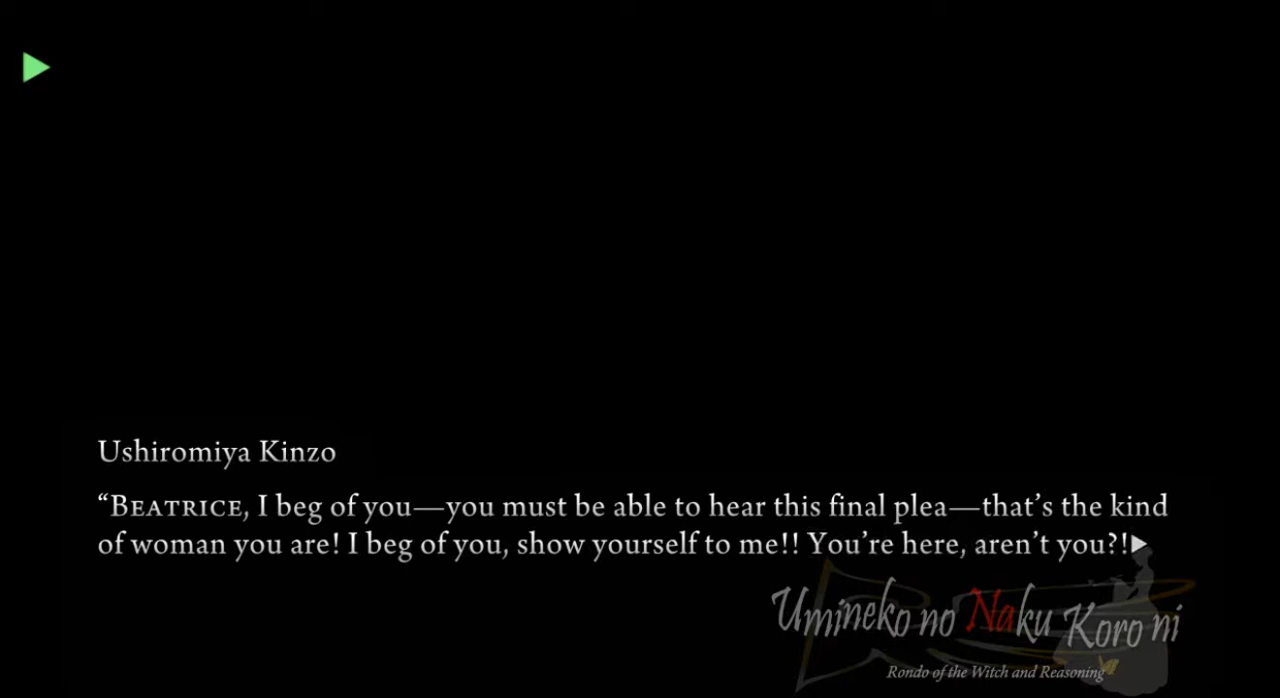 Ushiromiya Kinzo
“BEATRICE, I beg of you—you must be able to hear this final plea—that’s the kind
of woman you are! I beg of you, show yourself to me!! You’re here, aren’t you?!
Umineko no Naku Koro ni
Rondo of the Witch and Reasoning